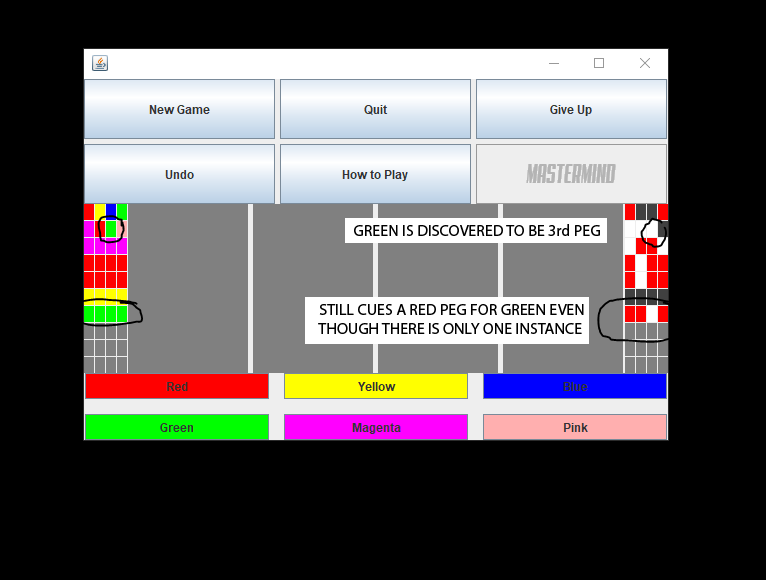 New Game
Quit
Give Up
Undo
How to Play
MASTERMIND
GREEN IS DISCOVERED TO BE 3rd PEG
STILL CUES A RED PEG FOR GREEN EVEN
THOUGH THERE IS ONLY ONE INSTANCE
Red
Yellow
Blue
Green
Magenta
Pink